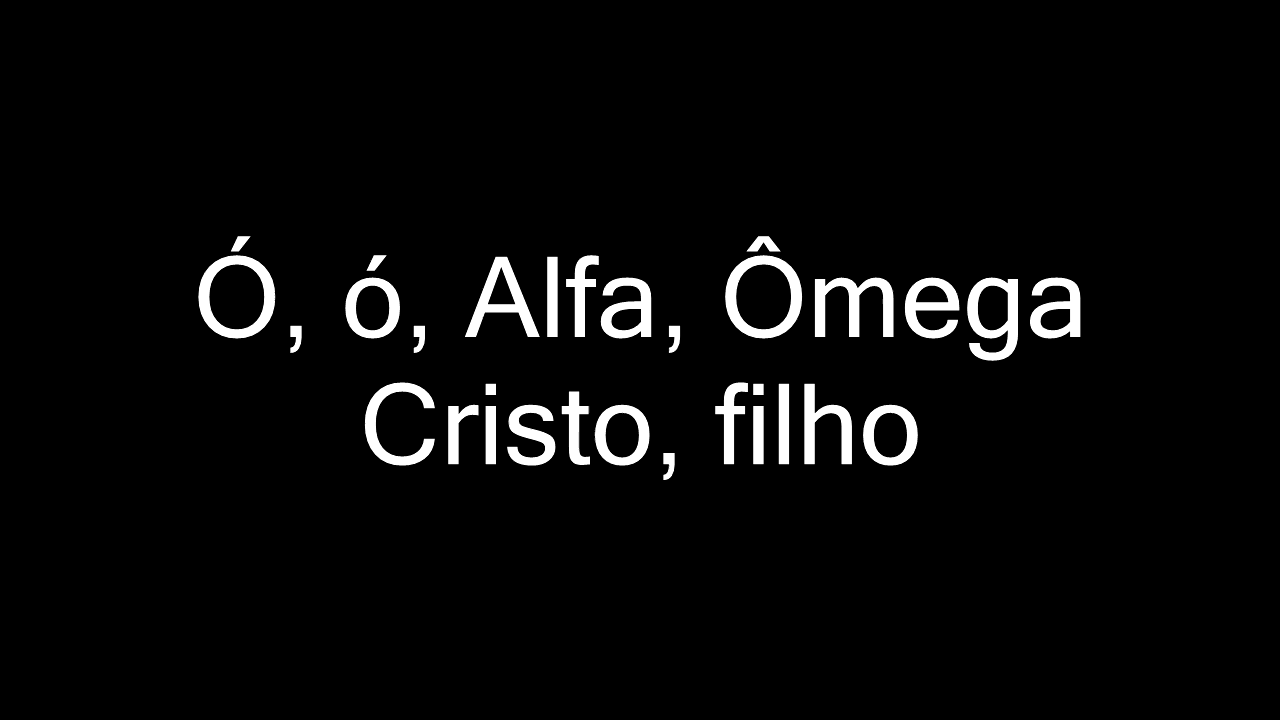 Ó, ó, Alfa, Ômega
Cristo, filho